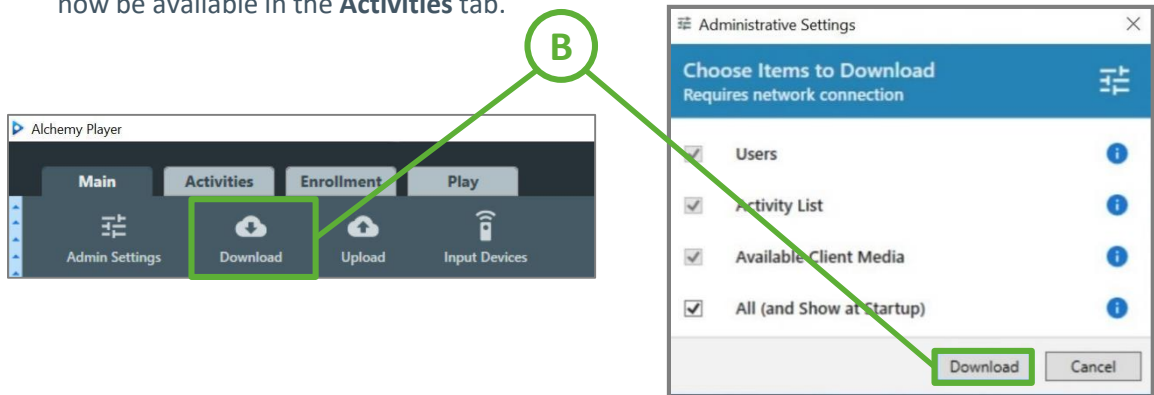 now be available in the Activities tab.
B
Alchemy Player
Main Activities Enrollment Play
Admin Settings Download Upload Input Devices
Administrative Settings
Choose Items to Download
Requires network connection
Users
Activity List
Available Client Media
All (and Show at Startup)
Download Cancel